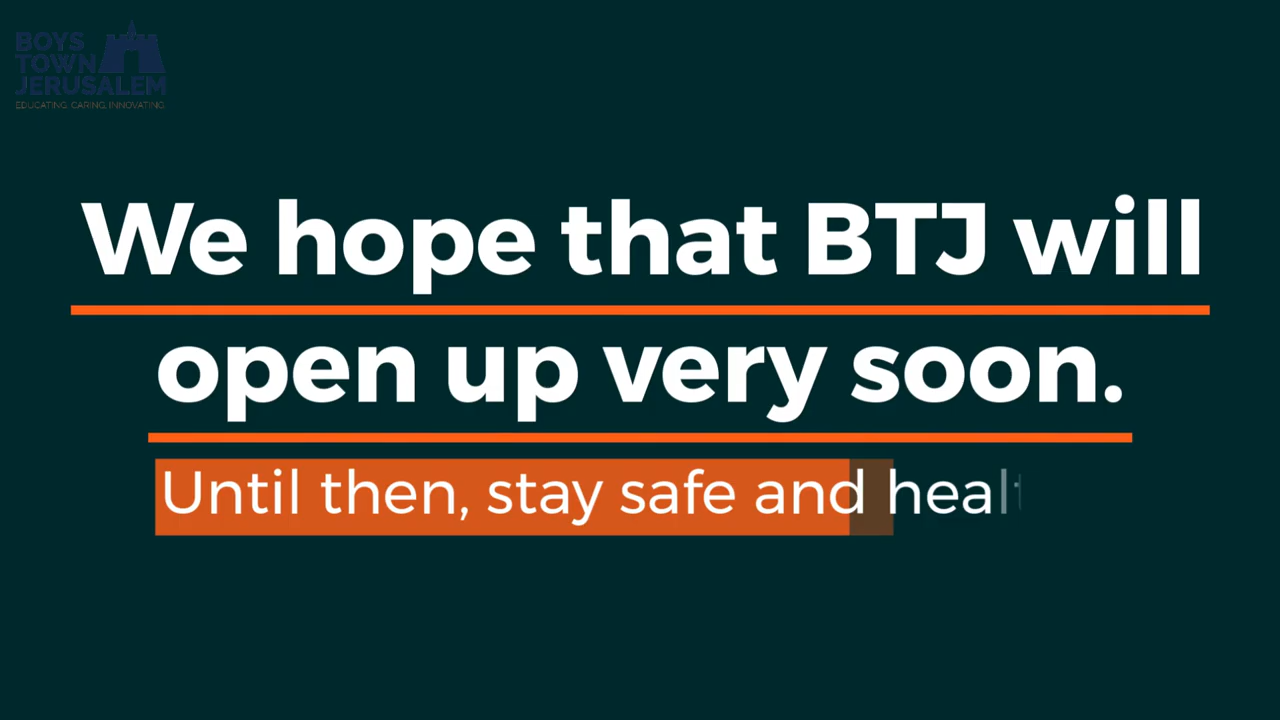 BOYS
TOWN
JERUSALEM
EDUCATING. CARING. INNOVATING.
We hope that BTJ will
open up very soon.
Until then, stay safe and healt